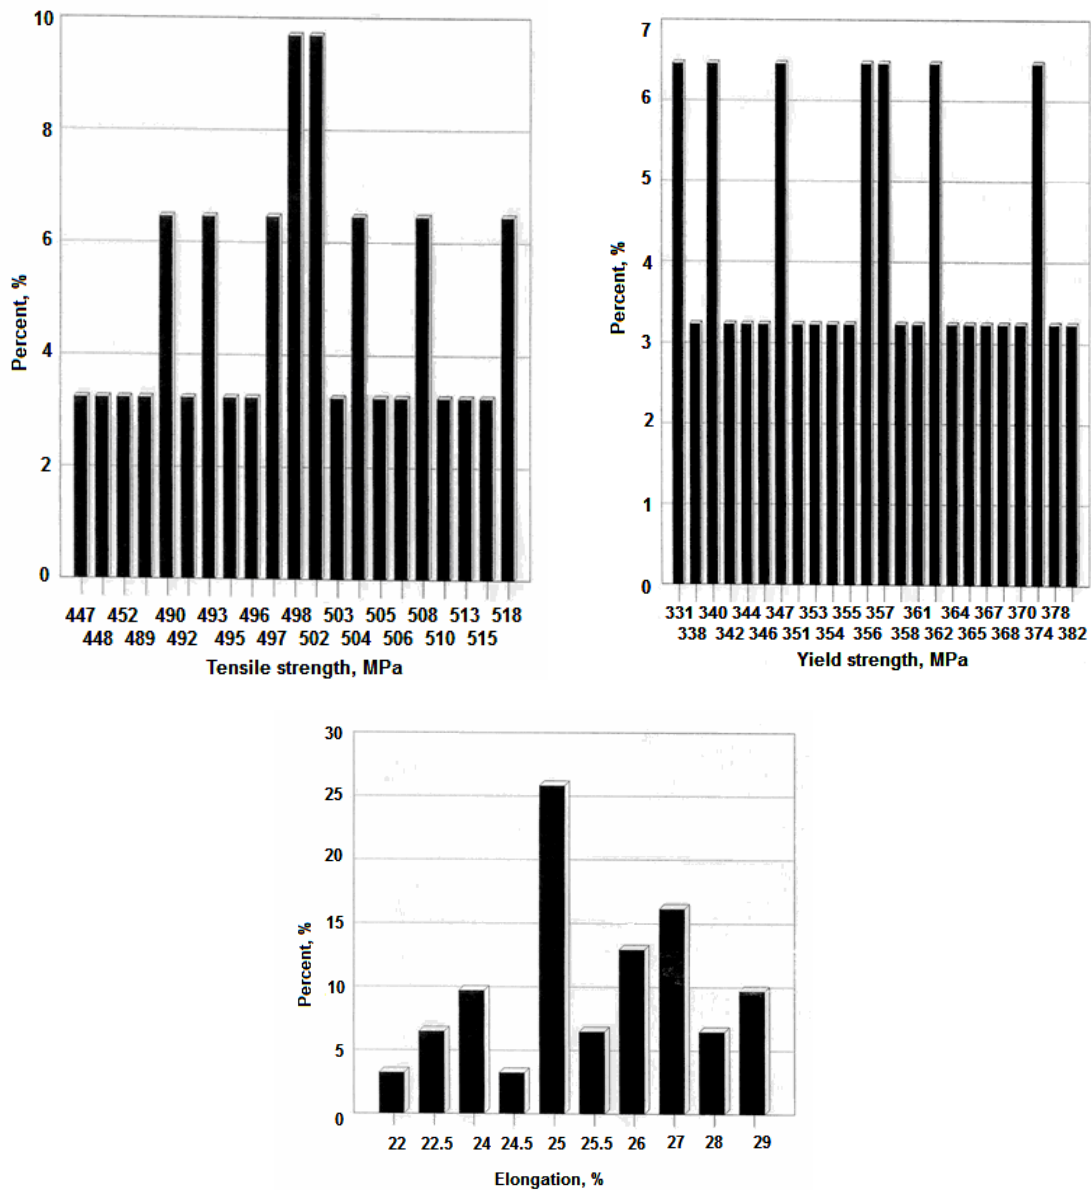 10
8
6
4
2
0
Percent, %
447 452 490 493 496 498 503 505 508 513 518
448 489 492 495 497 502 504 506 510 515
Tensile strength, MPa
7
6
5
4
3
2
1
0
Percent, %
331 340 344 347 353 355 357 361 364 367 370 378
338 342 346 351 354 356 358 362 365 368 374 382
Yield strength, MPa
30
25
20
15
10
5
0
Percent, %
22 22.5 24 24.5 25 25.5 26 27 28 29
Elongation, %